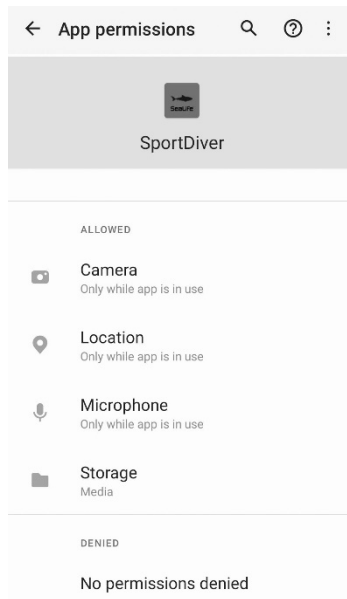 App permissions
SeaLife
SportDiver
ALLOWED
Camera
Only while app is in use
Location
Only while app is in use
Microphone
Only while app is in use
Storage
Media
DENIED
No permissions denied